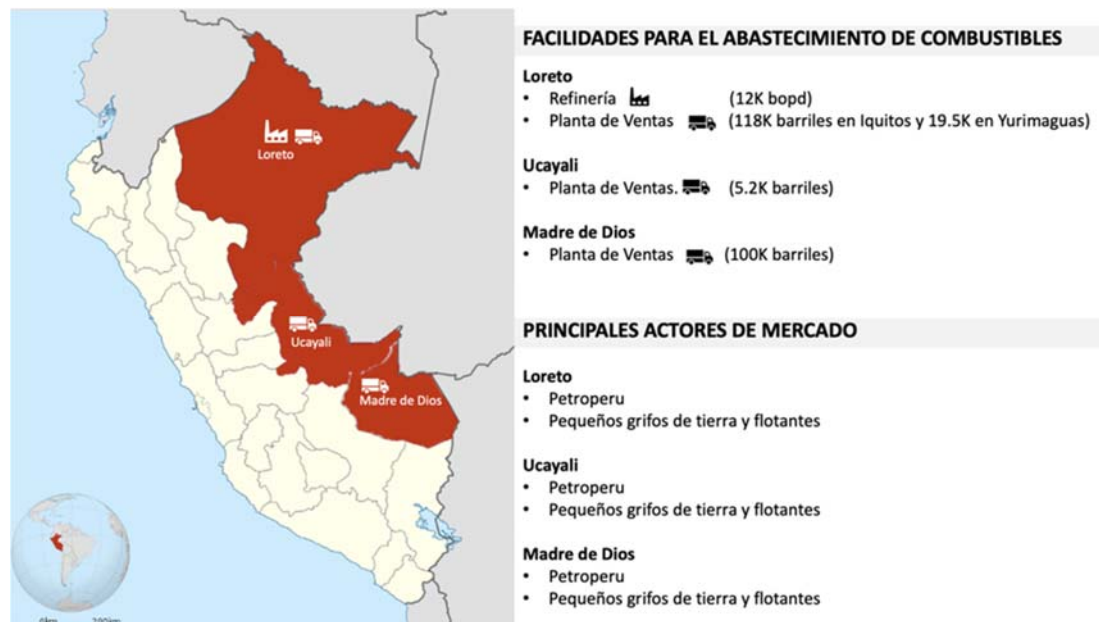 Loreto
Ucayali
Madre de Dios
FACILIDADES PARA EL ABASTECIMIENTO DE COMBUSTIBLES
Loreto
• Refinería (12K bopd)
• Planta de Ventas (118K barriles en Iquitos y 19.5K en Yurimaguas)
Ucayali
• Planta de Ventas. (5.2K barriles)
Madre de Dios
• Planta de Ventas (100K barriles)
PRINCIPALES ACTORES DE MERCADO
Loreto
• Petroperu
• Pequeños grifos de tierra y flotantes
Ucayali
• Petroperu
• Pequeños grifos de tierra y flotantes
Madre de Dios
• Petroperu
• Pequeños grifos de tierra y flotantes